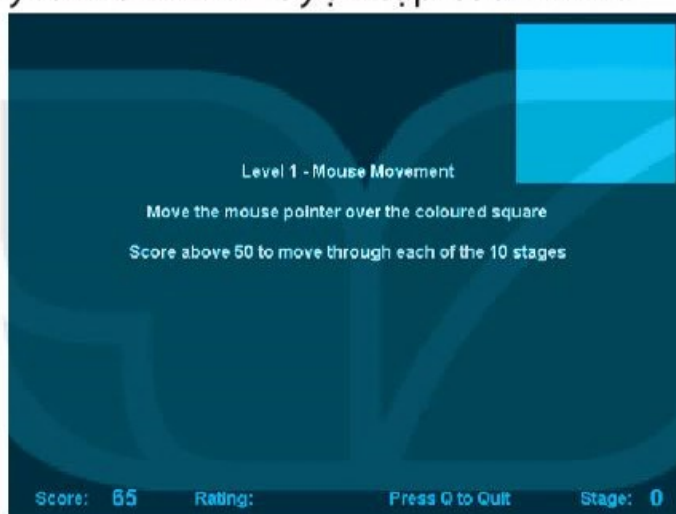 Level 1 - Mouse Movement
Move the mouse pointer over the coloured square
Score above 50 to move through each of the 10 stages
Score: 65 Rating: Press Q to Quit Stage: 0